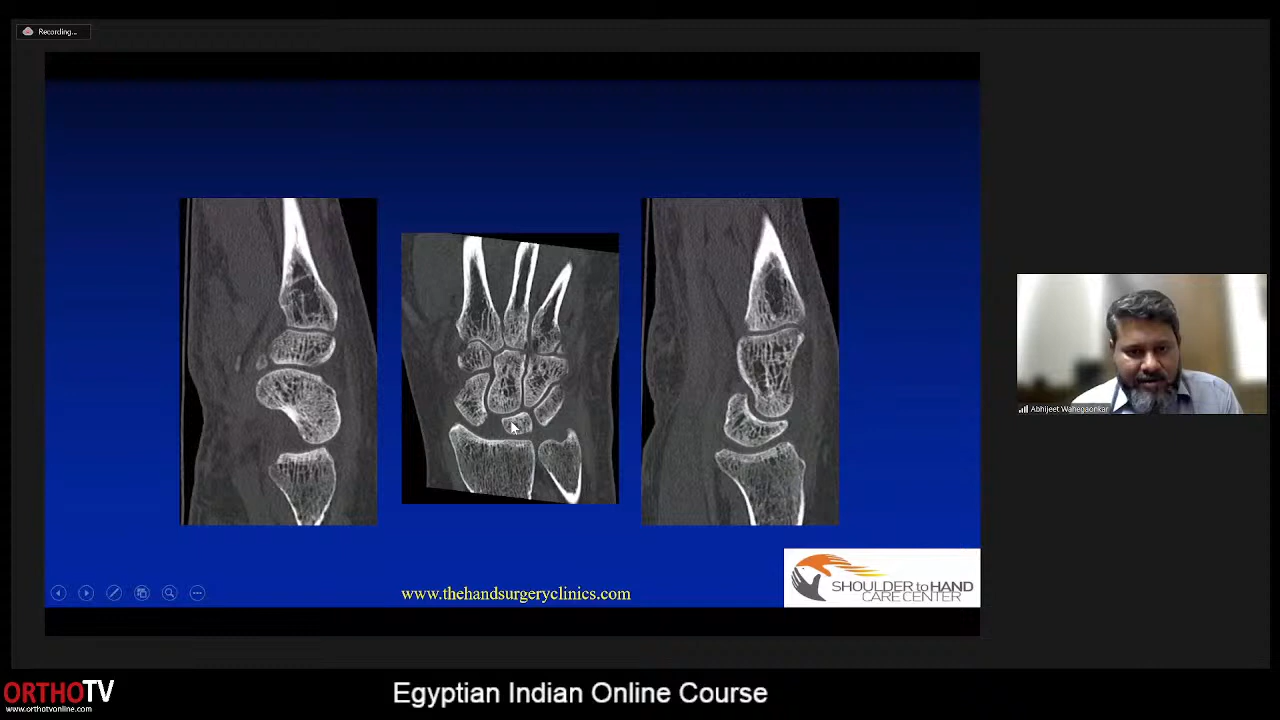 Recording...
Abhijeet Wahegaonkar
www.thehandsurgeryclinics.com
SHOULDER to HAND
CARE CENTER
ORTHOTV
www.orthotvonline.com
Egyptian Indian Online Course